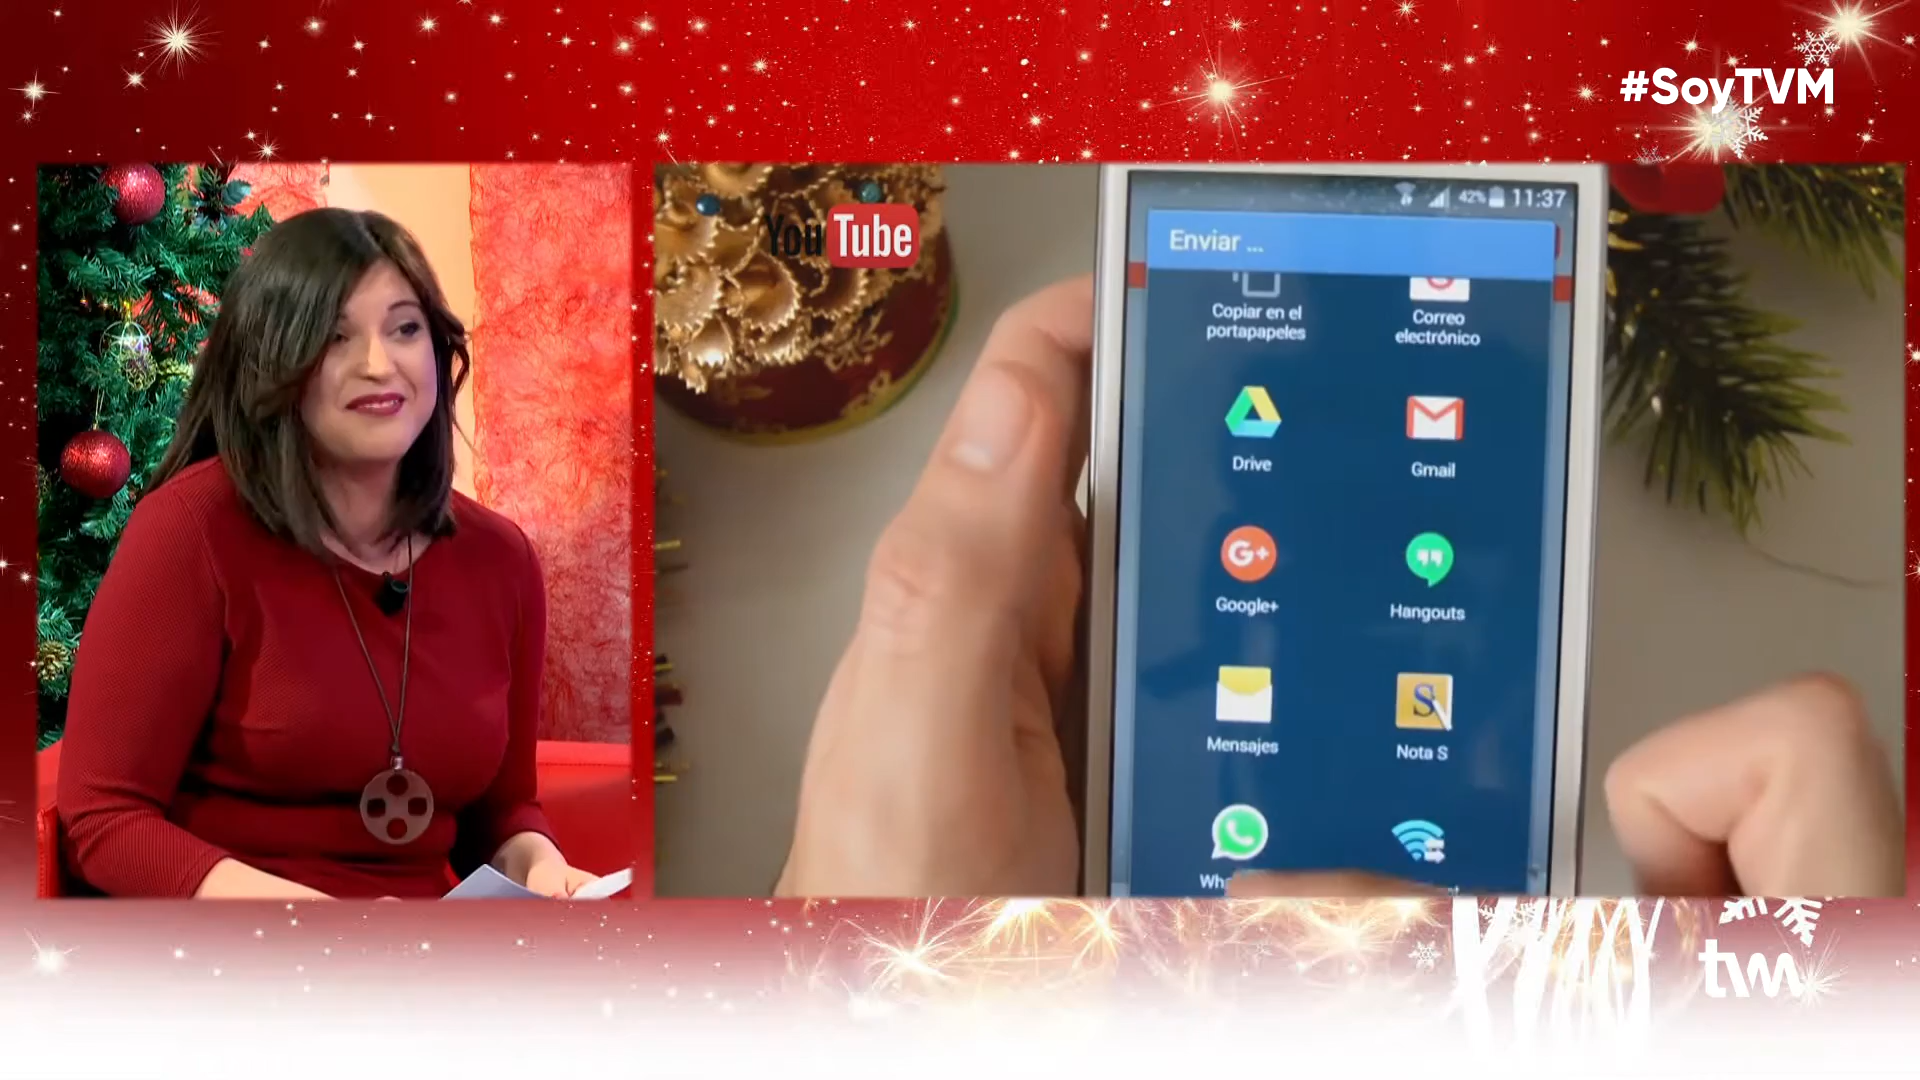 #SoyTVM
YouTube
42% 11:37
Enviar ...
Copiar en el
portapapeles
Correo
electrónico
Drive
Gmail
Google+
Hangouts
Mensajes
Nota S
tvm